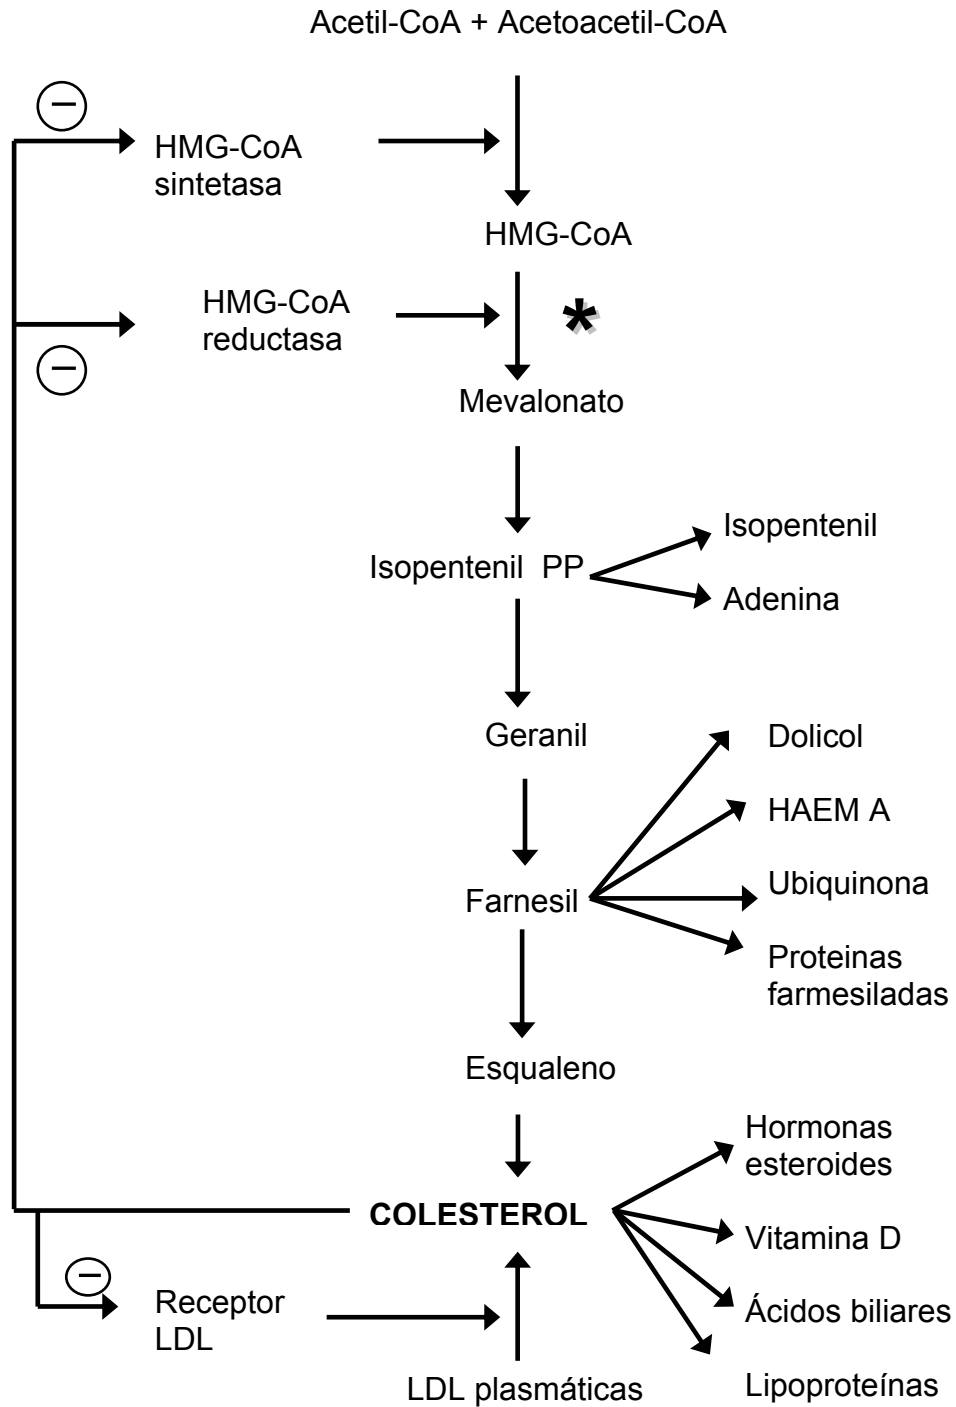 Acetil-CoA + Acetoacetil-CoA
HMG-CoA
sintetasa
HMG-CoA
HMG-CoA
reductasa
*
Mevalonato
Isopentenil PP
Isopentenil
Adenina
Geranil
Dolicol
HAEM A
Ubiquinona
Farnesil
Proteinas
farmesiladas
Esqualeno
Hormonas
esteroides
COLESTEROL
Vitamina D
Receptor
LDL
Ácidos biliares
LDL plasmáticas
Lipoproteínas